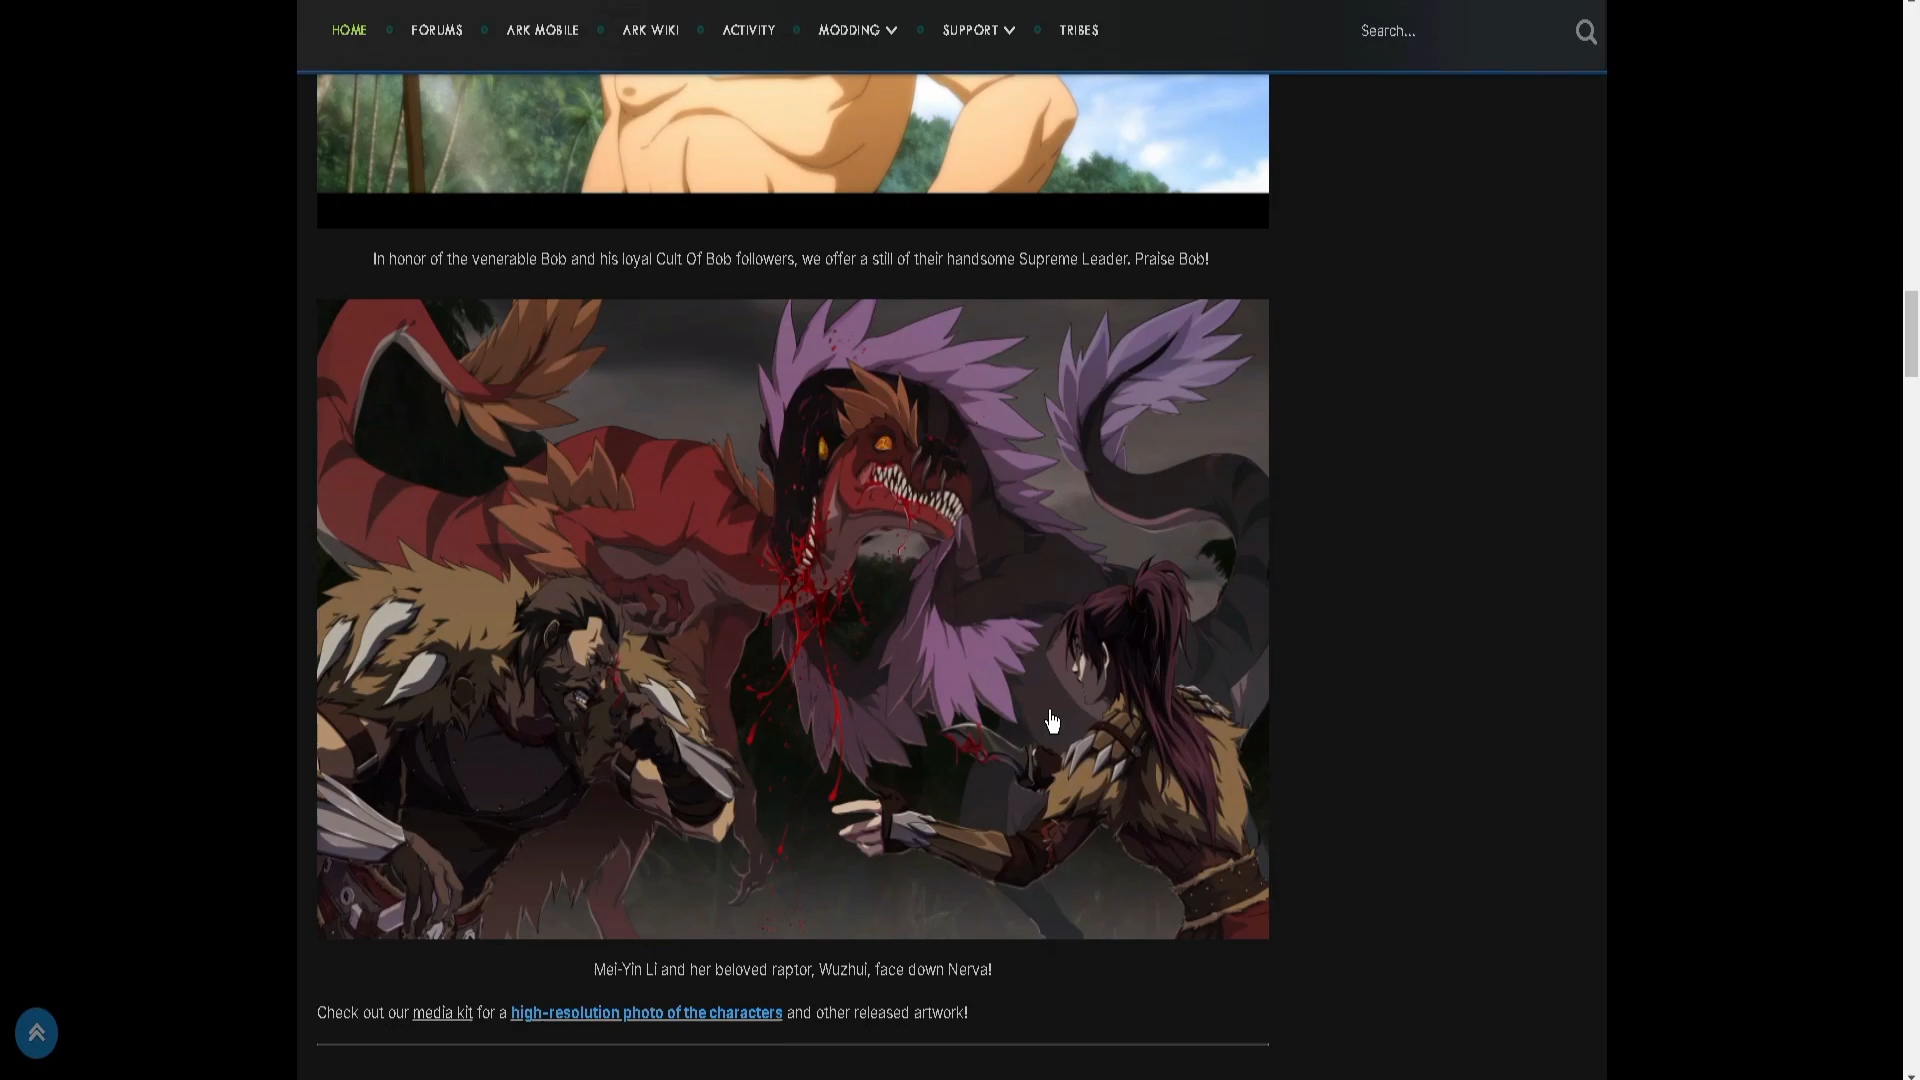 HOME FORUMS ARK MOBILE ARK WIKI ACTIVITY MODDING SUPPORT TRIBES Search...
In honor of the venerable Bob and his loyal Cult Of Bob followers, we offer a still of their handsome Supreme Leader. Praise Bob!
Mei-Yin Li and her beloved raptor, Wuzhui, face down Nerva!
Check out our media kit for a high-resolution photo of the characters and other released artwork!